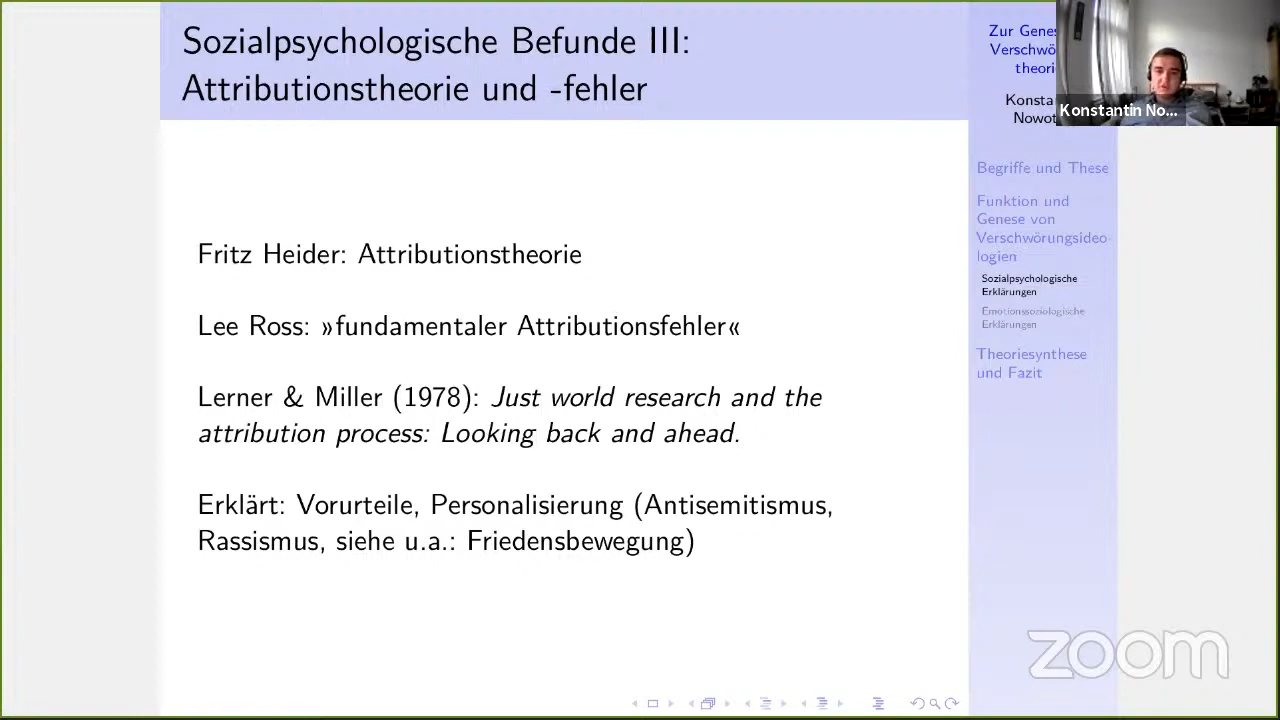 Sozialpsychologische Befunde III:
Attributionstheorie und -fehler
Fritz Heider: Attributionstheorie
Lee Ross: »fundamentaler Attributionsfehler«
Lerner & Miller (1978): Just world research and the
attribution process: Looking back and ahead.
Erklärt: Vorurteile, Personalisierung (Antisemitismus,
Rassismus, siehe u.a.: Friedensbewegung)
Zur Genes
Verschwö
theori
Konsta
Nowot
Konstantin No...
Begriffe und These
Funktion und
Genese von
Verschwörungsideo-
logien
Sozialpsychologische
Erklärungen
Emotionssoziologische
Erklärungen
Theoriesynthese
und Fazit
zoom